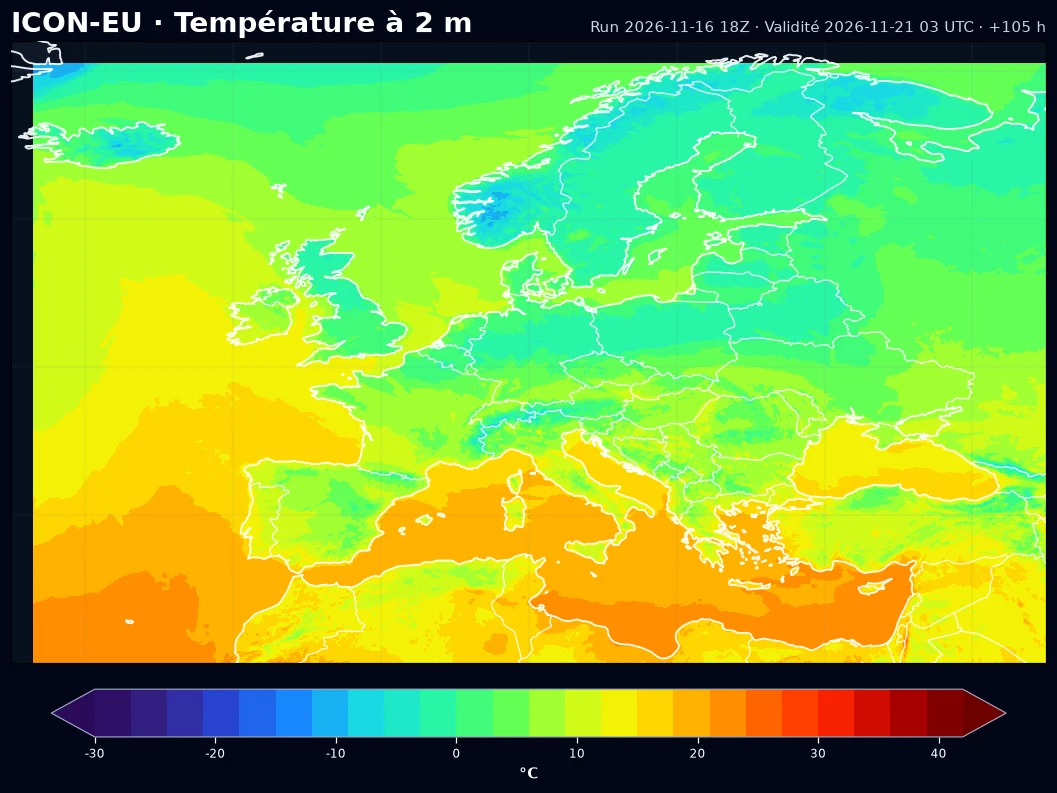 ICON-EU · Température à 2 m
Run 2026-11-16 18Z · Validité 2026-11-21 03 UTC · +105 h
-30 -20 -10 0 10 20 30 40
°C